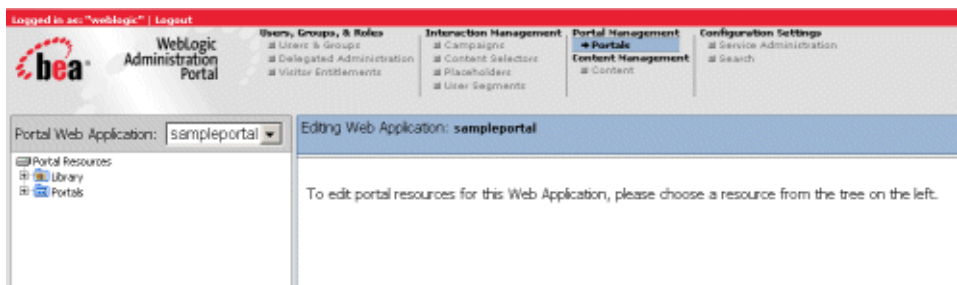 Logged in as: "weblogic" | Logout
bea
WebLogic
Administration
Portal
Users, Groups, & Roles
Users & Groups
Delegated Administration
Visitor Entitlements
Interaction Management
Campaigns
Content Selectors
Placeholders
User Segments
Portal Management
Portals
Content Management
Content
Configuration Settings
Service Administration
Search
Portal Web Application: sampleportal
Portal Resources
Library
Portals
Editing Web Application: sampleportal
To edit portal resources for this Web Application, please choose a resource from the tree on the left.